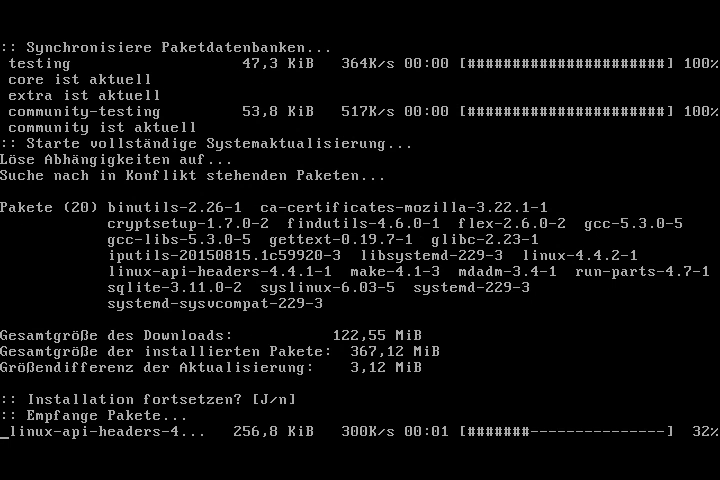 :: Synchronisiere Paketdatenbanken...
 testing                   47,3 KiB   364K/s 00:00 [######################] 100%
 core ist aktuell
 extra ist aktuell
 community-testing         53,8 KiB   517K/s 00:00 [######################] 100%
 community ist aktuell
:: Starte vollständige Systemaktualisierung...
Löse Abhängigkeiten auf...
Suche nach in Konflikt stehenden Paketen...

Pakete (20) binutils-2.26-1  ca-certificates-mozilla-3.22.1-1
            cryptsetup-1.7.0-2  findutils-4.6.0-1  flex-2.6.0-2  gcc-5.3.0-5
            gcc-libs-5.3.0-5  gettext-0.19.7-1  glibc-2.23-1
            iputils-20150815.1c59920-3  libsystemd-229-3  linux-4.4.2-1
            linux-api-headers-4.4.1-1  make-4.1-3  mdadm-3.4-1  run-parts-4.7-1
            sqlite-3.11.0-2  syslinux-6.03-5  systemd-229-3
            systemd-sysvcompat-229-3

Gesamtgröße des Downloads:           122,55 MiB
Gesamtgröße der installierten Pakete:  367,12 MiB
Größendifferenz der Aktualisierung:    3,12 MiB

:: Installation fortsetzen? [J/n]
:: Empfange Pakete...
_linux-api-headers-4...   256,8 KiB   300K/s 00:01 [#######---------------]  32%